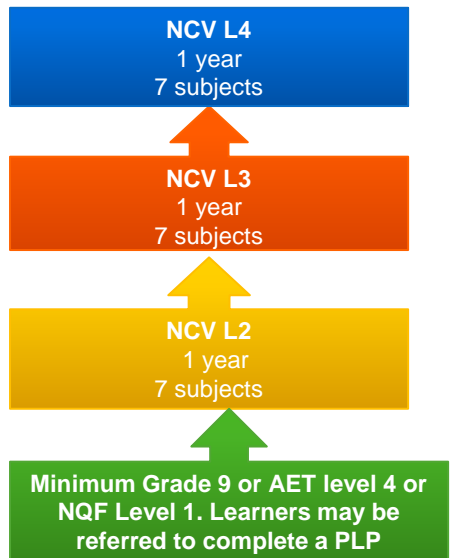 NCV L4
1 year
7 subjects
NCV L3
1 year
7 subjects
NCV L2
1 year
7 subjects
Minimum Grade 9 or AET level 4 or
NQF Level 1. Learners may be
referred to complete a PLP